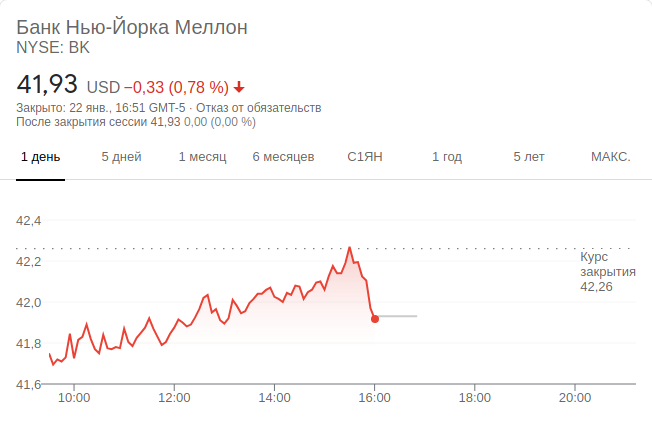 Банк Нью-Йорка Меллон
NYSE: BK
41,93 USD −0,33 (0,78 %)
Закрыто: 22 янв., 16:51 GMT-5 · Отказ от обязательств
После закрытия сессии 41,93 0,00 (0,00 %)
1 день 5 дней 1 месяц 6 месяцев С1ЯН 1 год 5 лет МАКС.
42,4
42,2
42,0
41,8
41,6
Курс
закрытия
42,26
10:00 12:00 14:00 16:00 18:00 20:00